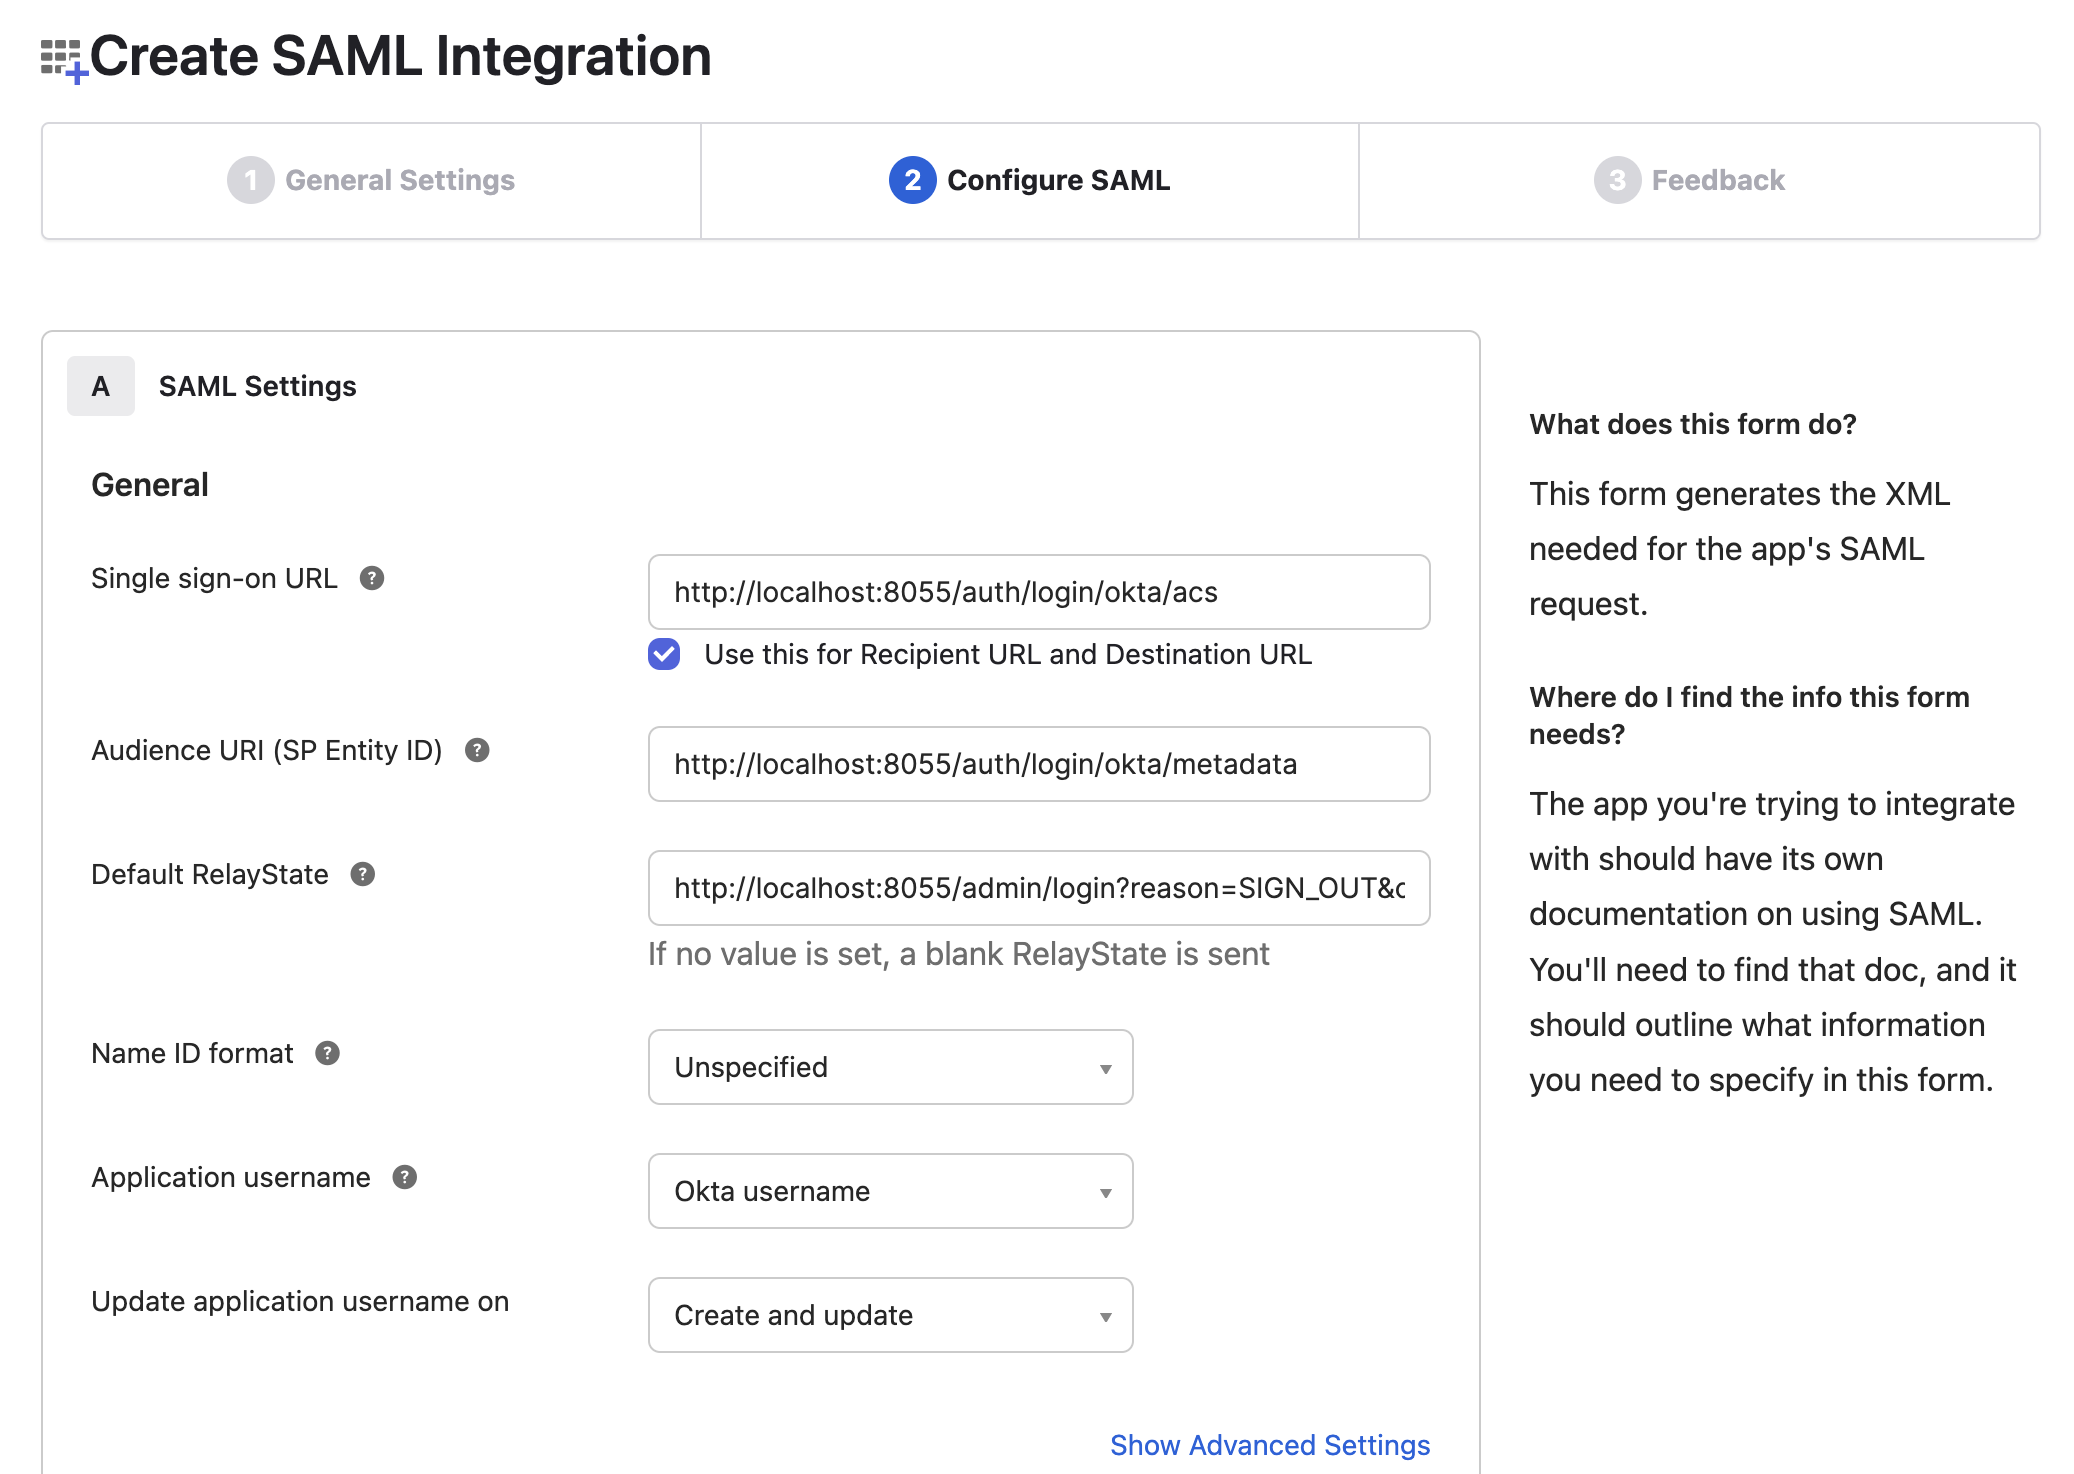 Create SAML Integration
1 General Settings
2 Configure SAML
3 Feedback
A SAML Settings
General
Single sign-on URL ?
http://localhost:8055/auth/login/okta/acs
Use this for Recipient URL and Destination URL
Audience URI (SP Entity ID) ?
http://localhost:8055/auth/login/okta/metadata
Default RelayState ?
http://localhost:8055/admin/login?reason=SIGN_OUT&c
If no value is set, a blank RelayState is sent
Name ID format ?
Unspecified
Application username ?
Okta username
Update application username on
Create and update
Show Advanced Settings
What does this form do?
This form generates the XML
needed for the app's SAML
request.
Where do I find the info this form
needs?
The app you're trying to integrate
with should have its own
documentation on using SAML.
You'll need to find that doc, and it
should outline what information
you need to specify in this form.